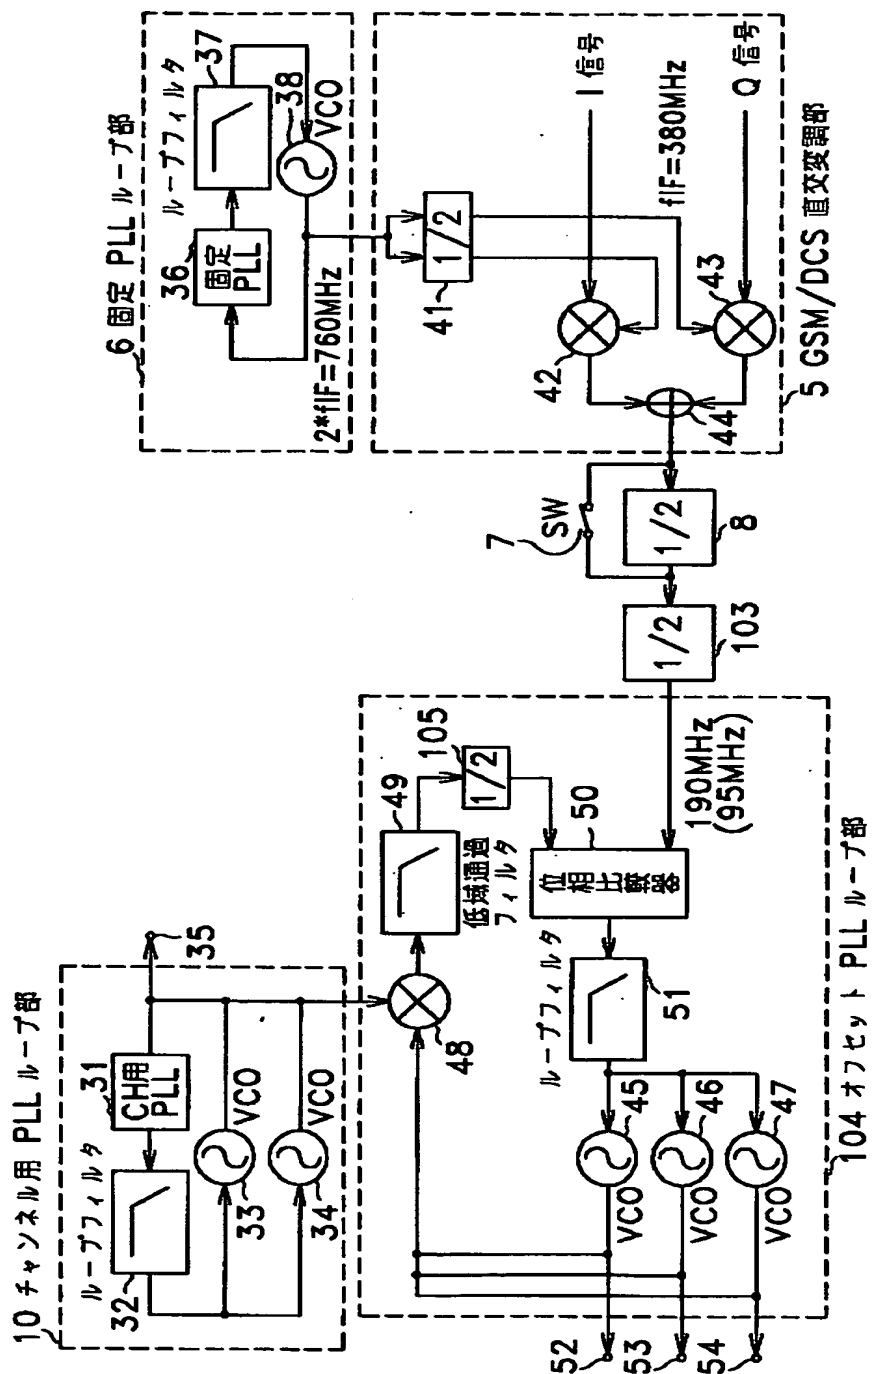 10 チャンネル用 PLL ループ部
ループフィルタ
32
31
CH用
PLL
35
33
VCO
34
VCO
6 固定 PLL ループ部
36
固定
PLL
ループフィルタ
37
38
VCO
2*fIF=760MHz
41
1/2
I 信号
fIF=380MHz
Q 信号
42
43
44
5 GSM/DCS 直交変調部
7
SW
1/2
8
1/2
103
190MHz
(95MHz)
49
低域通過
フィルタ
105
1/2
50
位相比較器
48
ループフィルタ
51
45
VCO
46
VCO
47
VCO
52
53
54
104 オフセット PLL ループ部